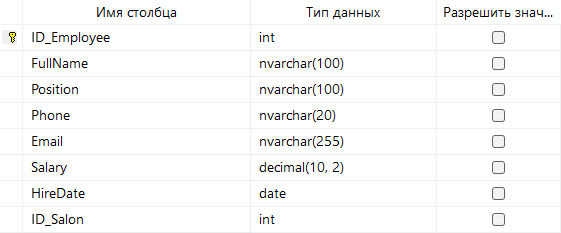 Имя столбца Тип данных Разрешить знач...
ID_Employee int
FullName nvarchar(100)
Position nvarchar(100)
Phone nvarchar(20)
Email nvarchar(255)
Salary decimal(10, 2)
HireDate date
ID_Salon int